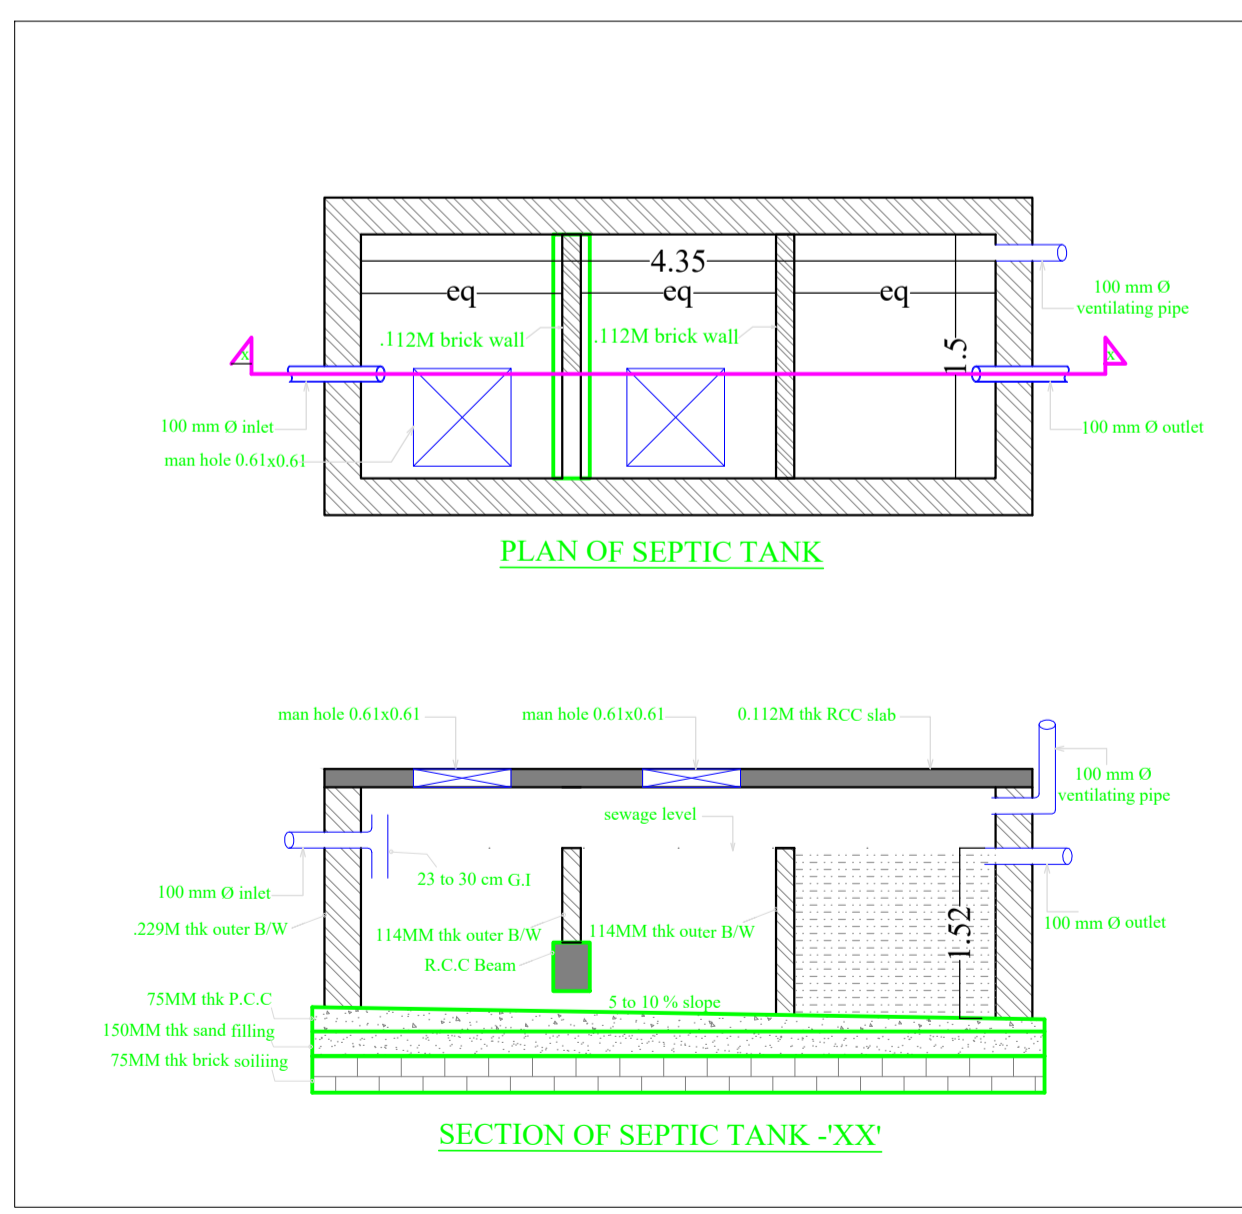 4.35
eq
eq
eq
.112M brick wall
.112M brick wall
1.5
100 mm Ø
ventilating pipe
x
x
100 mm Ø inlet
man hole 0.61x0.61
100 mm Ø outlet
PLAN OF SEPTIC TANK
man hole 0.61x0.61
man hole 0.61x0.61
0.112M thk RCC slab
100 mm Ø
ventilating pipe
sewage level
23 to 30 cm G.I
100 mm Ø inlet
.229M thk outer B/W
114MM thk outer B/W
114MM thk outer B/W
1.52
100 mm Ø outlet
R.C.C Beam
75MM thk P.C.C
5 to 10 % slope
150MM thk sand filling
75MM thk brick soiliing
SECTION OF SEPTIC TANK -'XX'